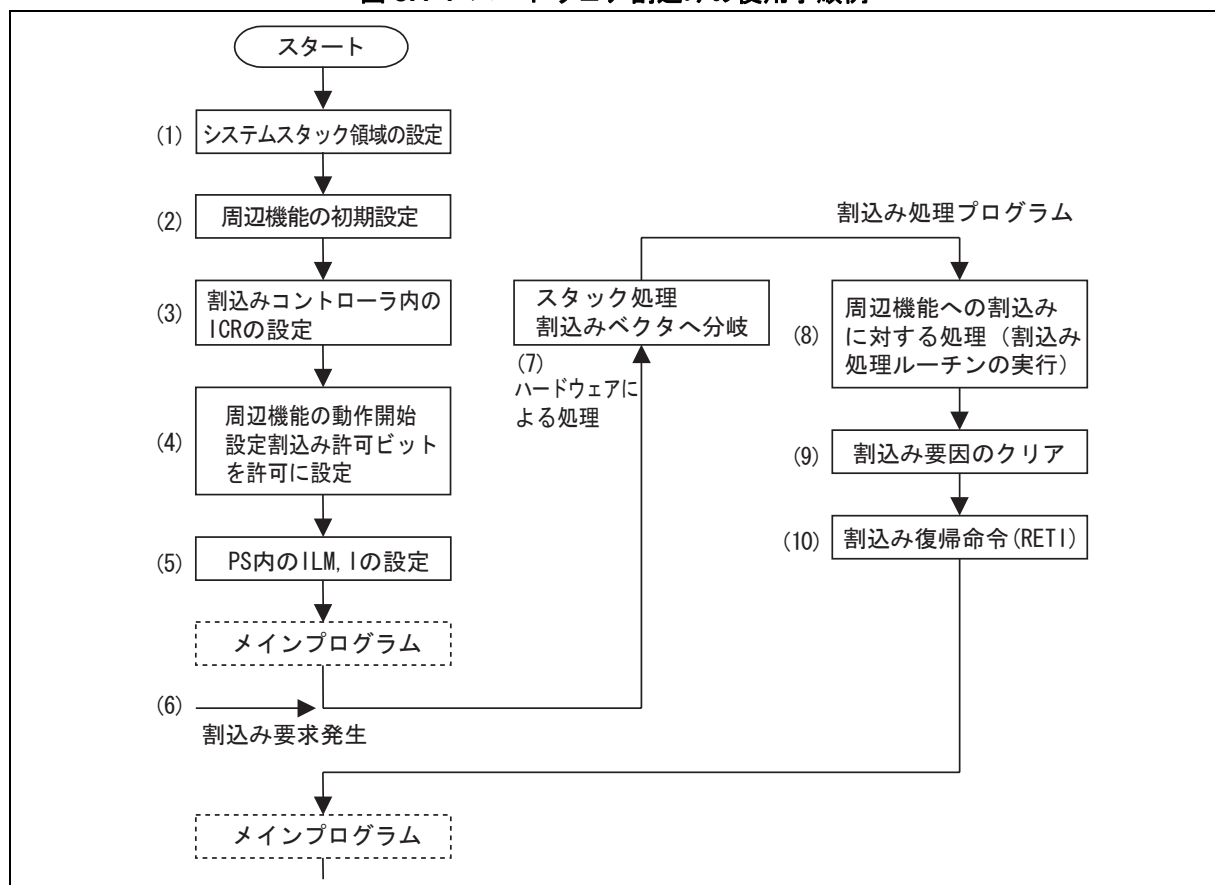 スタート
(1)
システムスタック領域の設定
(2)
周辺機能の初期設定
(3)
割込みコントローラ内の
ICRの設定
(4)
周辺機能の動作開始
設定割込み許可ビット
を許可に設定
(5)
PS内のILM, Iの設定
メインプログラム
(6)
割込み要求発生
スタック処理
割込みベクタへ分岐
(7)
ハードウェアに
よる処理
割込み処理プログラム
(8)
周辺機能への割込み
に対する処理 (割込み
処理ルーチンの実行)
(9)
割込み要因のクリア
(10)
割込み復帰命令(RETI)
メインプログラム